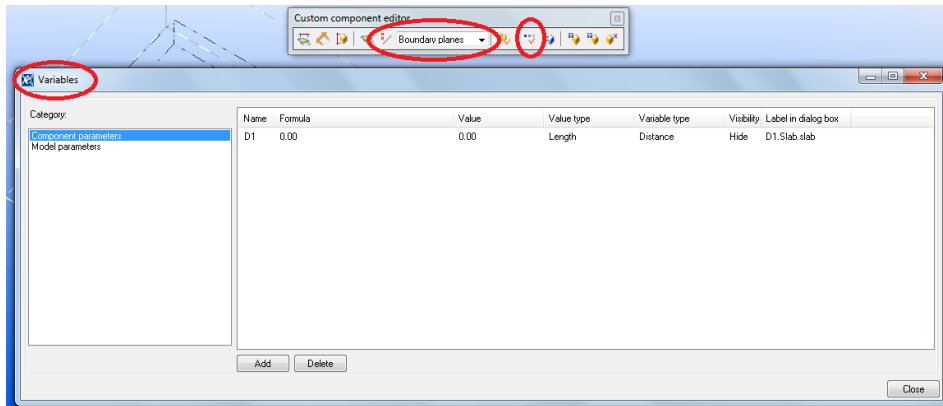 Custom component editor
Boundary planes
Variables
Category:
Component parameters
Model parameters
Name Formula Value Value type Variable type Visibility Label in dialog box
D1 0.00 0.00 Length Distance Hide D1.Slab.slab
Add Delete
Close